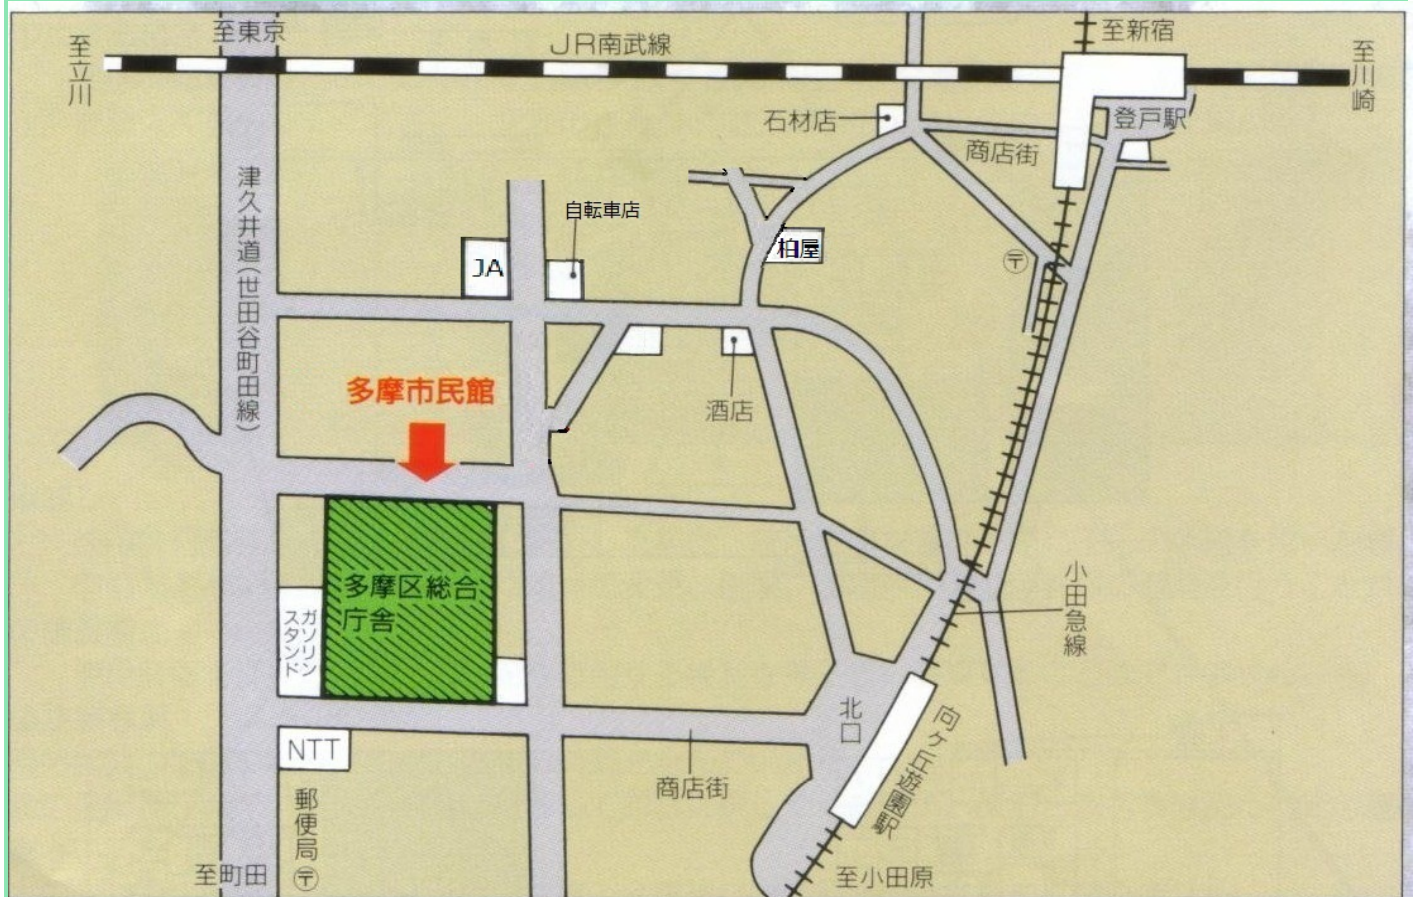 至東京
JR南武線
至新宿
至立川
至川崎
石材店
登戸駅
商店街
津久井道(世田谷町田線)
自転車店
JA
柏屋
〒
多摩市民館
酒店
多摩区総合
庁舎
ガソリン
スタンド
小田急線
北口
向ヶ丘遊園駅
NTT
商店街
郵便局〒
至町田
至小田原